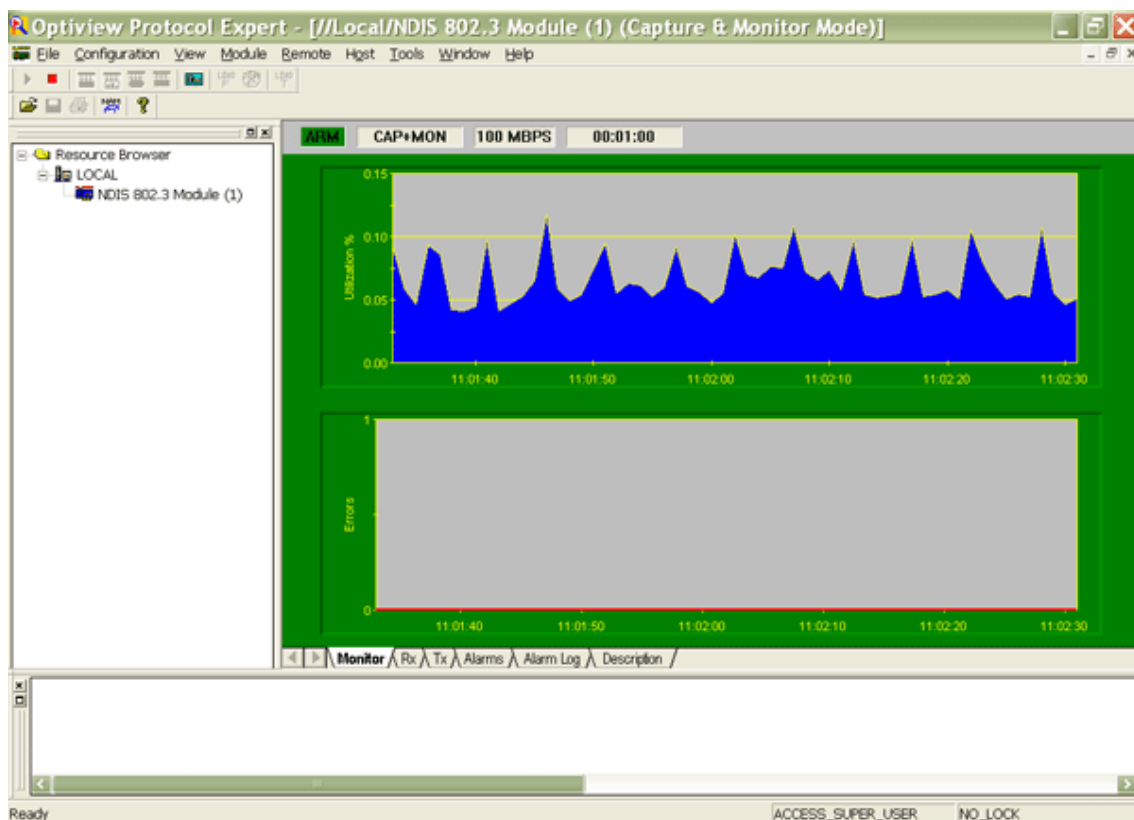 Optiview Protocol Expert - [//Local/NDIS 802.3 Module (1) (Capture & Monitor Mode)]
File Configuration View Module Remote Host Tools Window Help
Resource Browser
LOCAL
NDIS 802.3 Module (1)
ARM CAP+MON 100 MBPS 00:01:00
Utilization %
0.15
0.10
0.05
0.00
11:01:40 11:01:50 11:02:00 11:02:10 11:02:20 11:02:30
Errors
1
0
11:01:40 11:01:50 11:02:00 11:02:10 11:02:20 11:02:30
Monitor Rx Tx Alarms Alarm Log Description
Ready ACCESS_SUPER_USER NO_LOCK